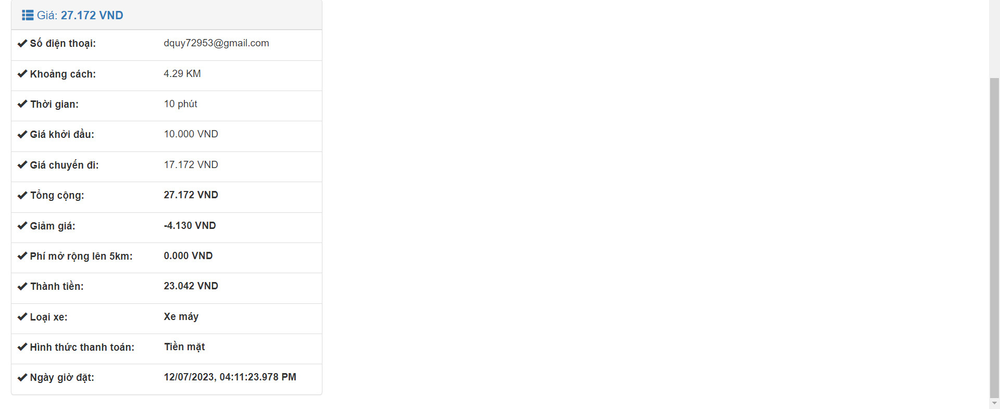 Giá: 27.172 VND
Số điện thoại: dquy72953@gmail.com
Khoảng cách: 4.29 KM
Thời gian: 10 phút
Giá khởi đầu: 10.000 VND
Giá chuyến đi: 17.172 VND
Tổng cộng: 27.172 VND
Giảm giá: -4.130 VND
Phí mở rộng lên 5km: 0.000 VND
Thành tiền: 23.042 VND
Loại xe: Xe máy
Hình thức thanh toán: Tiền mặt
Ngày giờ đặt: 12/07/2023, 04:11:23.978 PM